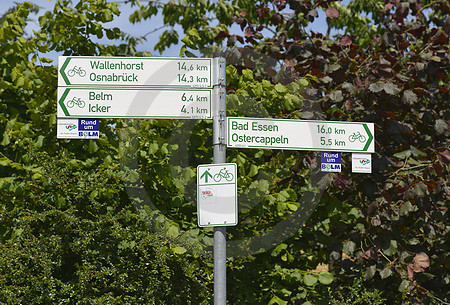 Wallenhorst 14,6 km
Osnabrück 14,3 km
Belm 6,4 km
Icker 4,1 km
Rund um BELM
Bad Essen 16,0 km
Ostercappeln 5,5 km
Rund um BELM